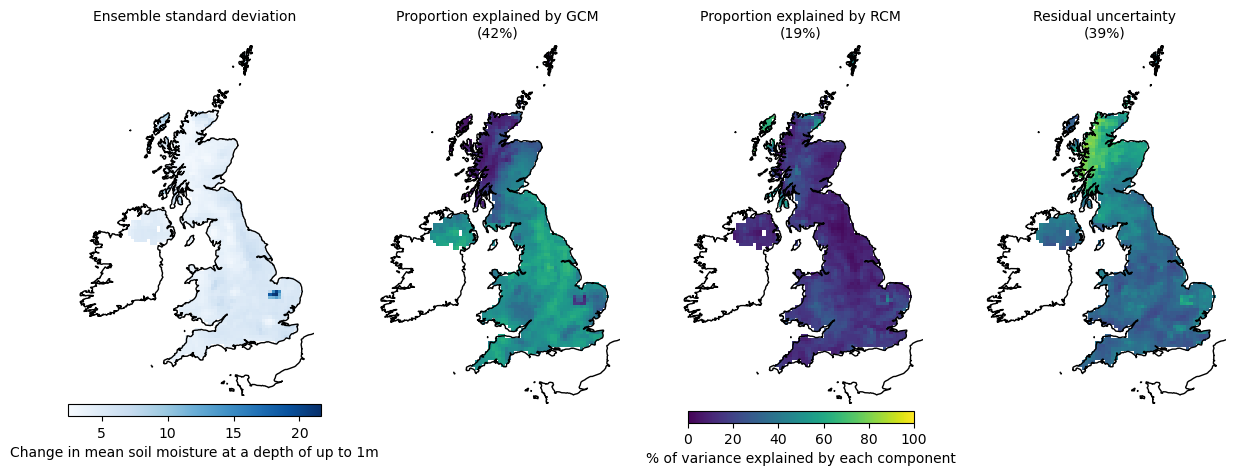 Ensemble standard deviation
Proportion explained by GCM
(42%)
Proportion explained by RCM
(19%)
Residual uncertainty
(39%)
5 10 15 20
Change in mean soil moisture at a depth of up to 1m
0 20 40 60 80 100
% of variance explained by each component